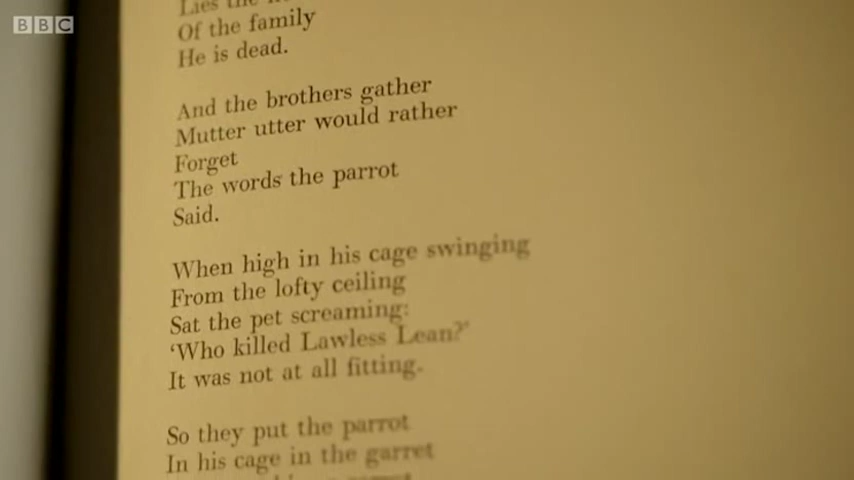 BBC
Lies the
Of the family
He is dead.
And the brothers gather
Mutter utter would rather
Forget
The words the parrot
Said.
When high in his cage swinging
From the lofty ceiling
Sat the pet screaming:
‘Who killed Lawless Lean?’
It was not at all fitting.
So they put the parrot
In his cage in the garret